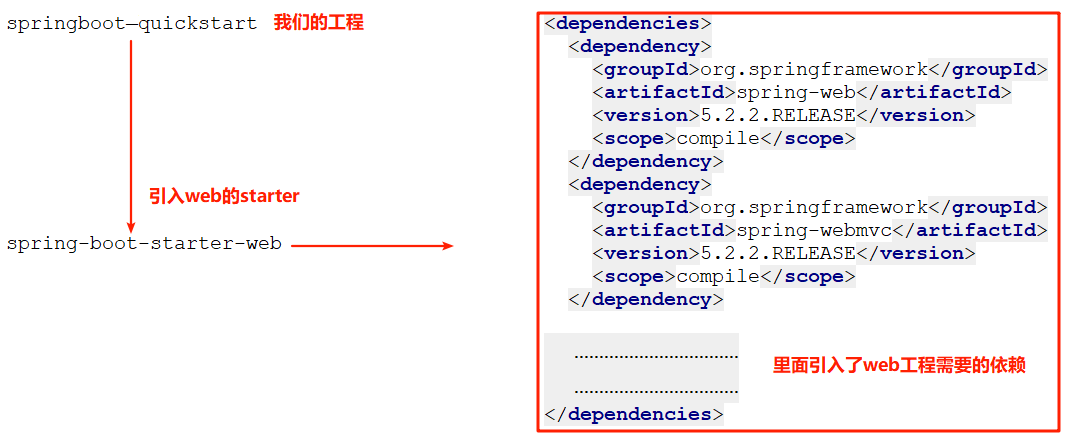 springboot—quickstart 我们的工程
引入web的starter
spring-boot-starter-web
<dependencies>
<dependency>
<groupId>org.springframework</groupId>
<artifactId>spring-web</artifactId>
<version>5.2.2.RELEASE</version>
<scope>compile</scope>
</dependency>
<dependency>
<groupId>org.springframework</groupId>
<artifactId>spring-webmvc</artifactId>
<version>5.2.2.RELEASE</version>
<scope>compile</scope>
</dependency>
..................................
里面引入了web工程需要的依赖
..................................
</dependencies>